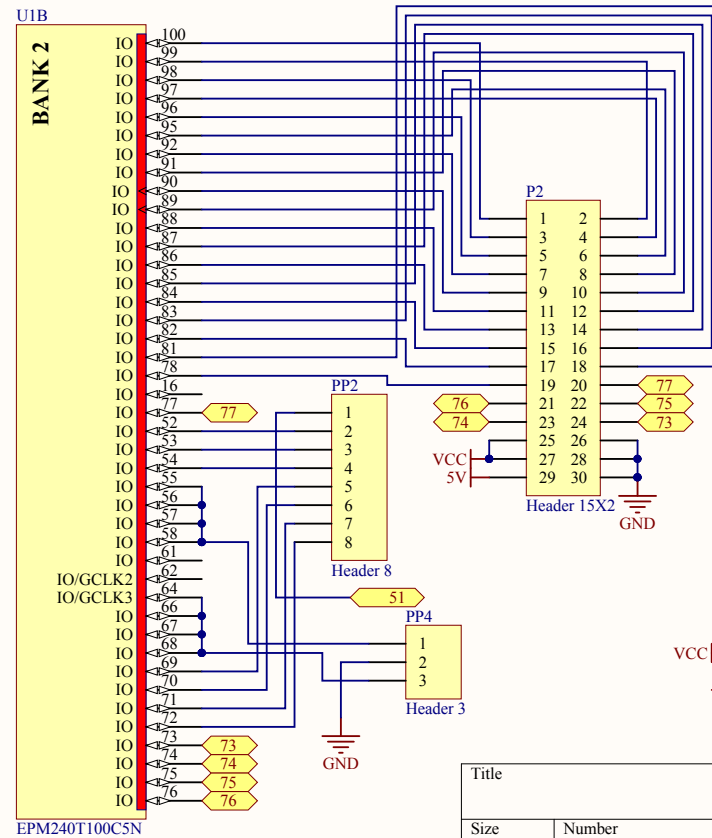 U1B
BANK 2
IO 100
IO 99
IO 98
IO 97
IO 96
IO 95
IO 92
IO 91
IO 90
IO 89
IO 88
IO 87
IO 86
IO 85
IO 84
IO 83
IO 82
IO 81
IO 78
IO 16
IO 77 77
IO 52
IO 53
IO 54
IO 55
IO 56
IO 57
IO 58
IO 61
IO/GCLK2 62
IO/GCLK3 64
IO 66
IO 67
IO 68
IO 69
IO 70
IO 71
IO 72
IO 73 73
IO 74 74
IO 75 75
IO 76 76
EPM240T100C5N
PP2
1
2
3
4
5
6
7
8
Header 8
51
PP4
1
2
3
Header 3
GND
P2
1 2
3 4
5 6
7 8
9 10
11 12
13 14
15 16
17 18
19 20 77
76 21 22 75
74 23 24 73
25 26
VCC 27 28
5V 29 30
Header 15X2
GND
VCC
Title
Size Number